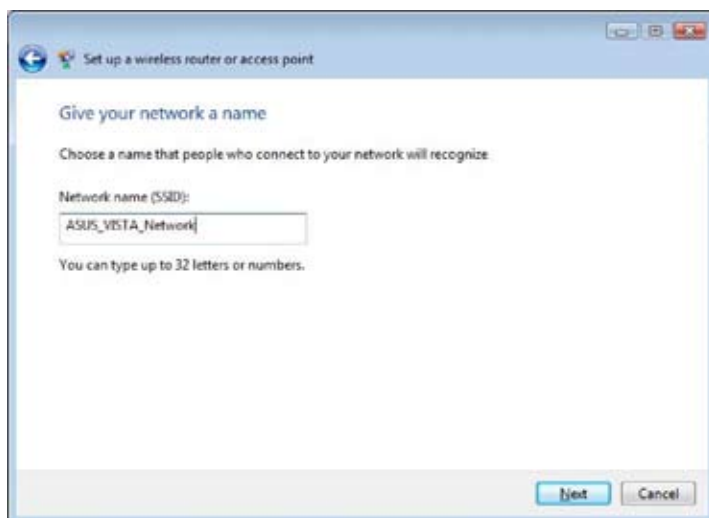 Set up a wireless router or access point
Give your network a name
Choose a name that people who connect to your network will recognize
Network name (SSID):
ASUS_VISTA_Network
You can type up to 32 letters or numbers.
Next Cancel